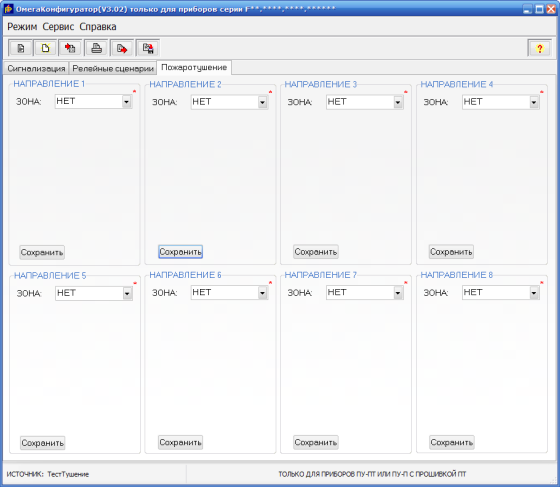 ОмегаКонфигуратор(V3.02) только для приборов серии F**,****,****,******
Режим Сервис Справка
?
Сигнализация Релейные сценарии Пожаротушение
НАПРАВЛЕНИЕ 1 НАПРАВЛЕНИЕ 2 НАПРАВЛЕНИЕ 3 НАПРАВЛЕНИЕ 4
* * * *
ЗОНА: НЕТ ЗОНА: НЕТ ЗОНА: НЕТ ЗОНА: НЕТ
Сохранить Сохранить Сохранить Сохранить
НАПРАВЛЕНИЕ 5 НАПРАВЛЕНИЕ 6 НАПРАВЛЕНИЕ 7 НАПРАВЛЕНИЕ 8
* * * *
ЗОНА: НЕТ ЗОНА: НЕТ ЗОНА: НЕТ ЗОНА: НЕТ
Сохранить Сохранить Сохранить Сохранить
ИСТОЧНИК: ТестТушение ТОЛЬКО ДЛЯ ПРИБОРОВ ПУ-ПТ ИЛИ ПУ-П С ПРОШИВКОЙ ПТ